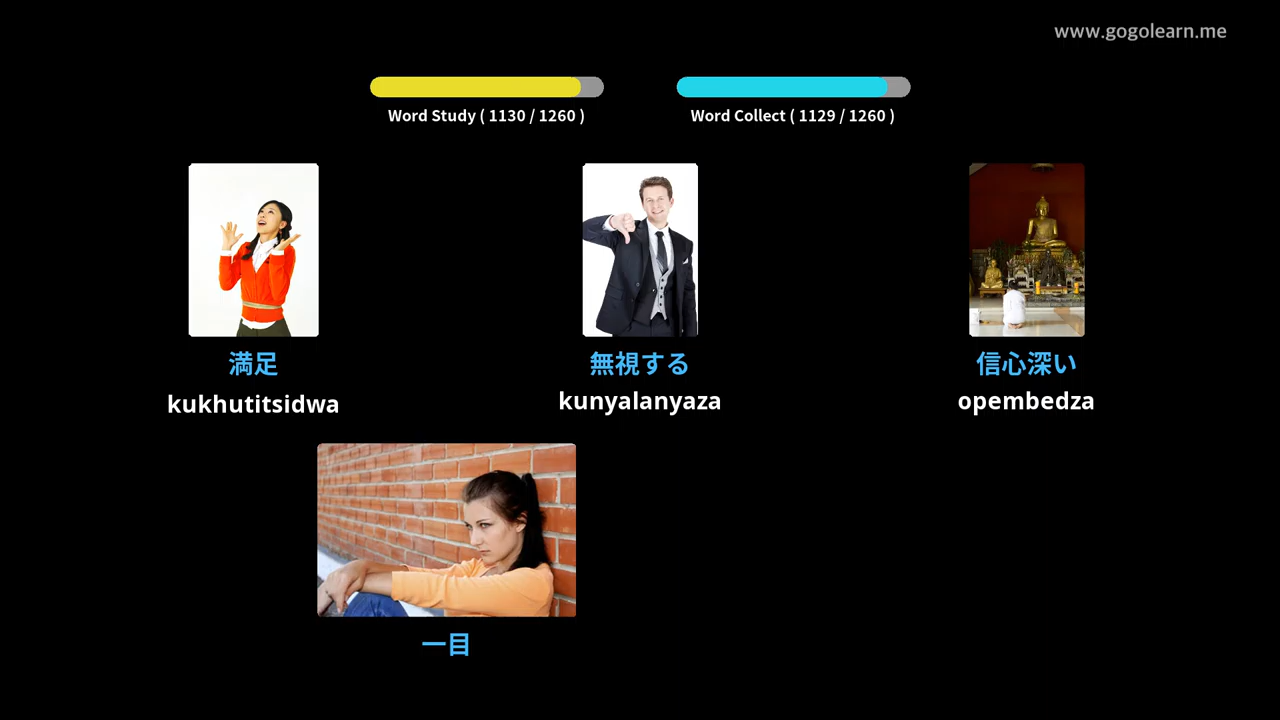 www.gogolearn.me
Word Study ( 1130 / 1260 )
Word Collect ( 1129 / 1260 )
満足
無視する
信心深い
kukhutitsidwa
kunyalanyaza
opembedza
一目